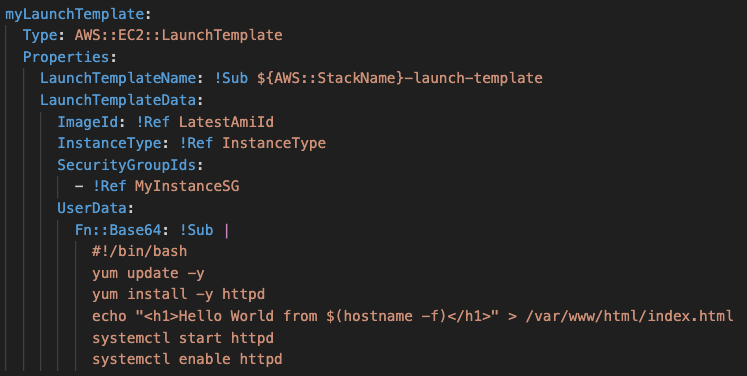 myLaunchTemplate:
  Type: AWS::EC2::LaunchTemplate
  Properties:
    LaunchTemplateName: !Sub ${AWS::StackName}-launch-template
    LaunchTemplateData:
      ImageId: !Ref LatestAmiId
      InstanceType: !Ref InstanceType
      SecurityGroupIds:
        - !Ref MyInstanceSG
      UserData:
        Fn::Base64: !Sub |
          #!/bin/bash
          yum update -y
          yum install -y httpd
          echo "<h1>Hello World from $(hostname -f)</h1>" > /var/www/html/index.html
          systemctl start httpd
          systemctl enable httpd